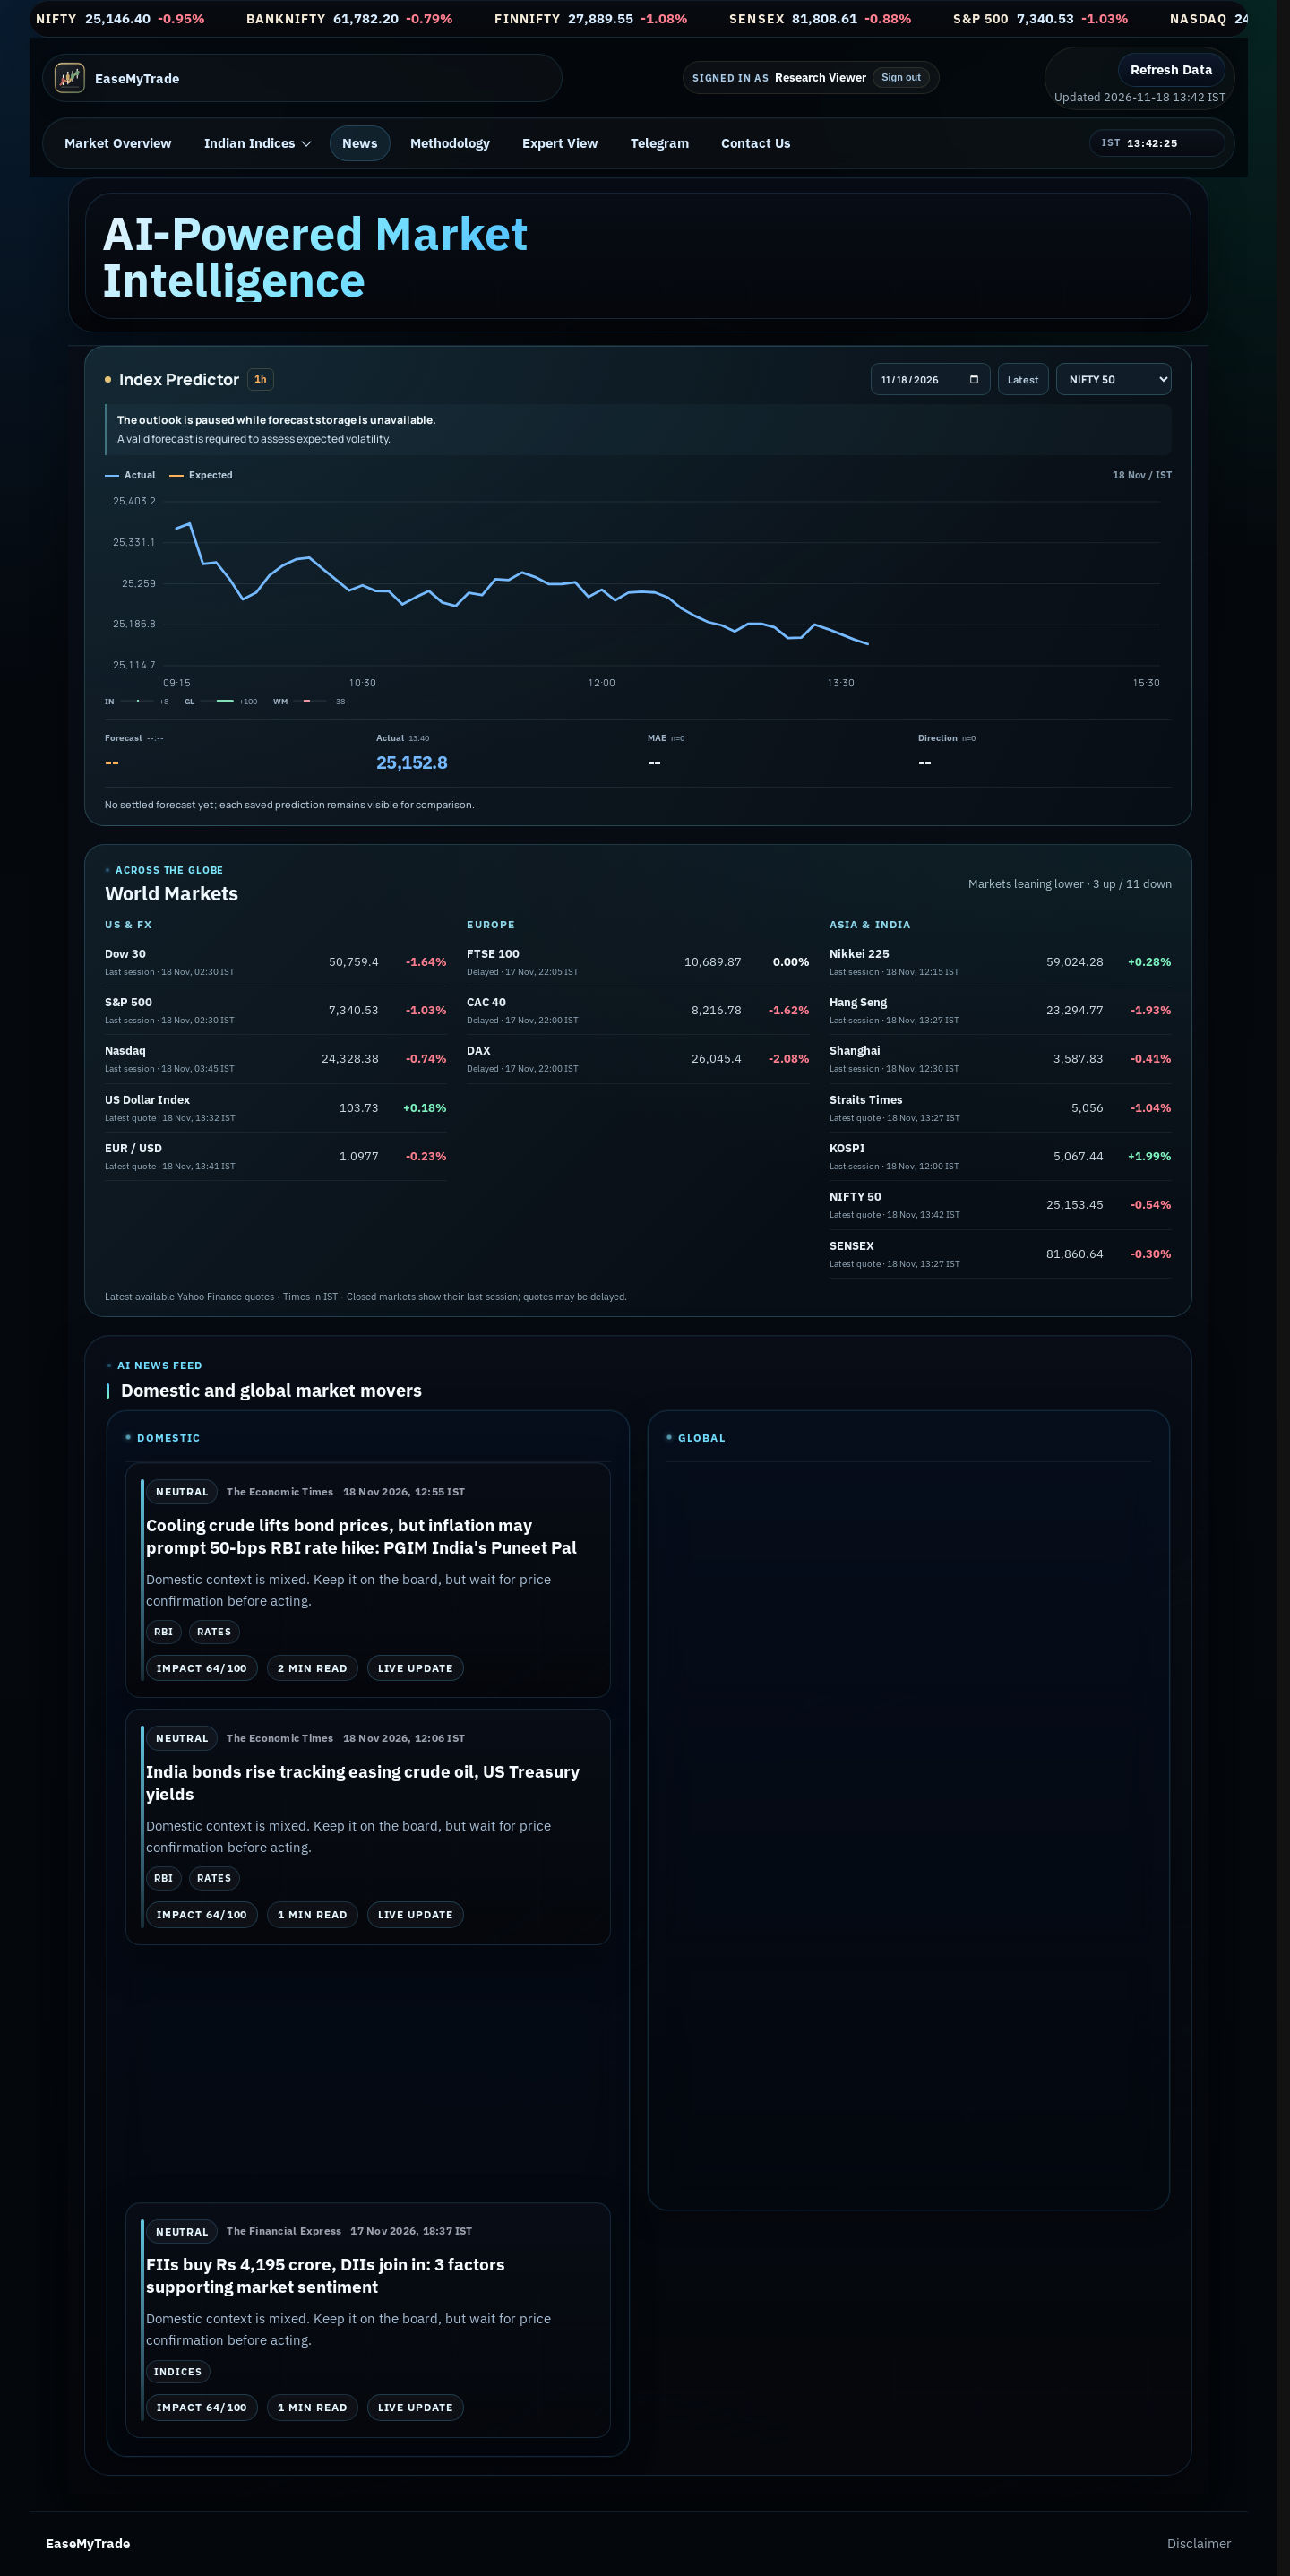 NIFTY 25,146.40 -0.95% BANKNIFTY 61,782.20 -0.79% FINNIFTY 27,889.55 -1.08% SENSEX 81,808.61 -0.88% S&P 500 7,340.53 -1.03% NASDAQ
EaseMyTrade
SIGNED IN AS Research Viewer Sign out
Refresh Data
Updated 2026-11-18 13:42 IST
Market Overview Indian Indices News Methodology Expert View Telegram Contact Us IST 13:42:25
AI-Powered Market
Intelligence
Index Predictor 1h 11/18/2026 Latest NIFTY 50
The outlook is paused while forecast storage is unavailable.
A valid forecast is required to assess expected volatility.
Actual Expected 18 Nov / IST
25,403.2
25,331.1
25,259
25,186.8
25,114.7
09:15 10:30 12:00 13:30 15:30
IN +8 GL +100 WM -38
Forecast --:-- Actual 13:40 MAE n=0 Direction n=0
-- 25,152.8 -- --
No settled forecast yet; each saved prediction remains visible for comparison.
ACROSS THE GLOBE
World Markets
Markets leaning lower · 3 up / 11 down
US & FX
Dow 30 50,759.4 -1.64%
Last session · 18 Nov, 02:30 IST
S&P 500 7,340.53 -1.03%
Last session · 18 Nov, 02:30 IST
Nasdaq 24,328.38 -0.74%
Last session · 18 Nov, 03:45 IST
US Dollar Index 103.73 +0.18%
Latest quote · 18 Nov, 13:32 IST
EUR / USD 1.0977 -0.23%
Latest quote · 18 Nov, 13:41 IST
EUROPE
FTSE 100 10,689.87 0.00%
Delayed · 17 Nov, 22:05 IST
CAC 40 8,216.78 -1.62%
Delayed · 17 Nov, 22:00 IST
DAX 26,045.4 -2.08%
Delayed · 17 Nov, 22:00 IST
ASIA & INDIA
Nikkei 225 59,024.28 +0.28%
Last session · 18 Nov, 12:15 IST
Hang Seng 23,294.77 -1.93%
Last session · 18 Nov, 13:27 IST
Shanghai 3,587.83 -0.41%
Last session · 18 Nov, 12:30 IST
Straits Times 5,056 -1.04%
Latest quote · 18 Nov, 13:27 IST
KOSPI 5,067.44 +1.99%
Last session · 18 Nov, 12:00 IST
NIFTY 50 25,153.45 -0.54%
Latest quote · 18 Nov, 13:42 IST
SENSEX 81,860.64 -0.30%
Latest quote · 18 Nov, 13:27 IST
Latest available Yahoo Finance quotes · Times in IST · Closed markets show their last session; quotes may be delayed.
AI NEWS FEED
Domestic and global market movers
DOMESTIC
NEUTRAL The Economic Times 18 Nov 2026, 12:55 IST
Cooling crude lifts bond prices, but inflation may
prompt 50-bps RBI rate hike: PGIM India's Puneet Pal
Domestic context is mixed. Keep it on the board, but wait for price
confirmation before acting.
RBI RATES
IMPACT 64/100 2 MIN READ LIVE UPDATE
NEUTRAL The Economic Times 18 Nov 2026, 12:06 IST
India bonds rise tracking easing crude oil, US Treasury
yields
Domestic context is mixed. Keep it on the board, but wait for price
confirmation before acting.
RBI RATES
IMPACT 64/100 1 MIN READ LIVE UPDATE
NEUTRAL The Financial Express 17 Nov 2026, 18:37 IST
FIIs buy Rs 4,195 crore, DIIs join in: 3 factors
supporting market sentiment
Domestic context is mixed. Keep it on the board, but wait for price
confirmation before acting.
INDICES
IMPACT 64/100 1 MIN READ LIVE UPDATE
GLOBAL
EaseMyTrade Disclaimer